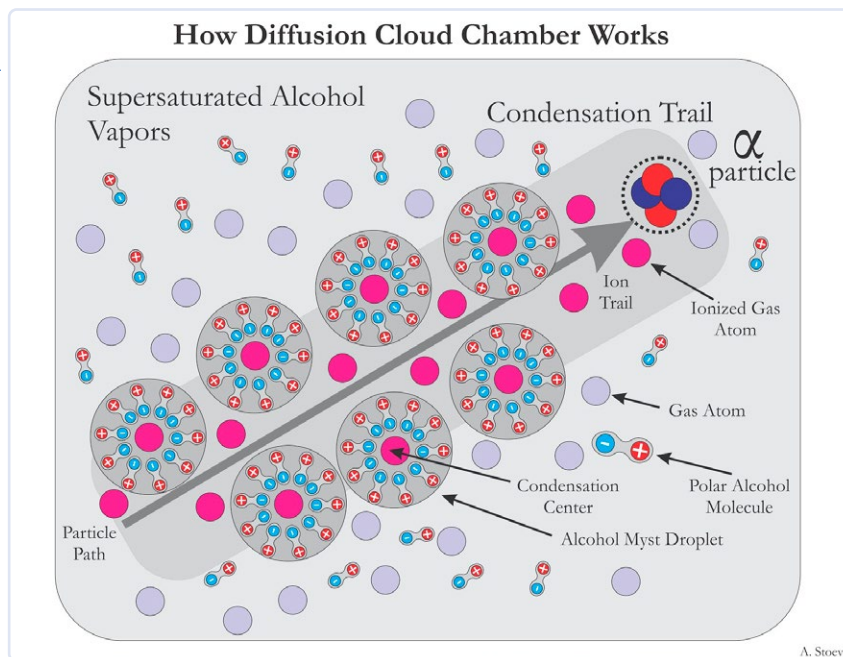 How Diffusion Cloud Chamber Works
Supersaturated Alcohol
Vapors
Condensation Trail
α
particle
Ion
Trail
Ionized Gas
Atom
Gas Atom
Polar Alcohol
Molecule
Condensation
Center
Alcohol Myst Droplet
Particle
Path
A. Stoev